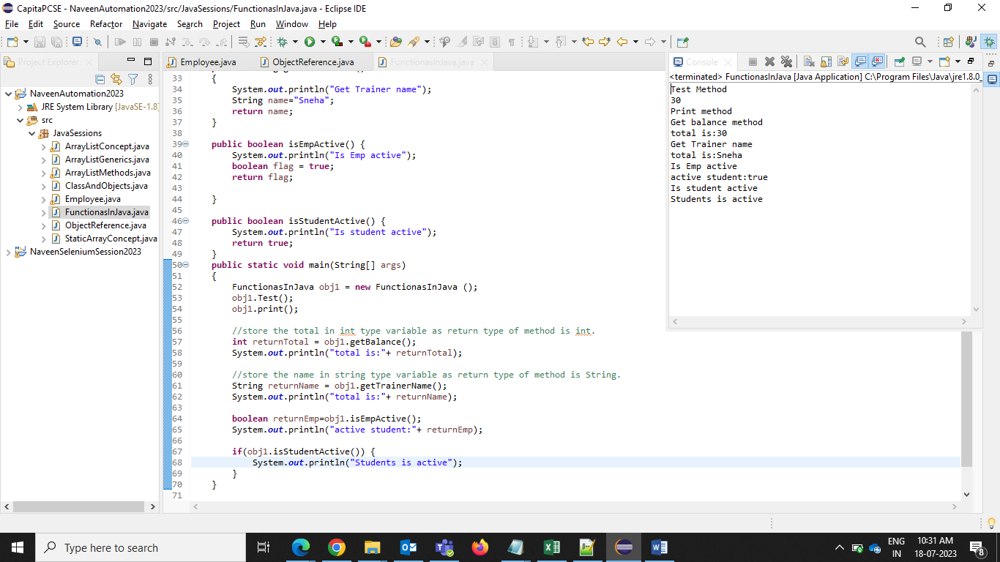 CapitaPCSE - NaveenAutomation2023/src/JavaSessions/FunctionasInJava.java - Eclipse IDE
File Edit Source Refactor Navigate Search Project Run Window Help
Project Explorer
NaveenAutomation2023
JRE System Library [JavaSE-1.8]
src
JavaSessions
ArrayListConcept.java
ArrayListGenerics.java
ArrayListMethods.java
ClassAndObjects.java
Employee.java
FunctionasInJava.java
ObjectReference.java
StaticArrayConcept.java
NaveenSeleniumSession2023
Employee.java ObjectReference.java FunctionasInJava.java
33 {
34 System.out.println("Get Trainer name");
35 String name="Sneha";
36 return name;
37 }
38
39 public boolean isEmpActive() {
40 System.out.println("Is Emp active");
41 boolean flag = true;
42 return flag;
43
44 }
45
46 public boolean isStudentActive() {
47 System.out.println("Is student active");
48 return true;
49 }
50 public static void main(String[] args)
51 {
52 FunctionasInJava obj1 = new FunctionasInJava ();
53 obj1.Test();
54 obj1.print();
55
56 //store the total in int type variable as return type of method is int.
57 int returnTotal = obj1.getBalance();
58 System.out.println("total is:"+ returnTotal);
59
60 //store the name in string type variable as return type of method is String.
61 String returnName = obj1.getTrainerName();
62 System.out.println("total is:"+ returnName);
63
64 boolean returnEmp=obj1.isEmpActive();
65 System.out.println("active student:"+ returnEmp);
66
67 if(obj1.isStudentActive()) {
68 System.out.println("Students is active");
69 }
70 }
71
Console
<terminated> FunctionasInJava [Java Application] C:\Program Files\Java\jre1.8.0_
Test Method
30
Print method
Get balance method
total is:30
Get Trainer name
total is:Sneha
Is Emp active
active student:true
Is student active
Students is active
Type here to search
ENG
IN
10:31 AM
18-07-2023
8